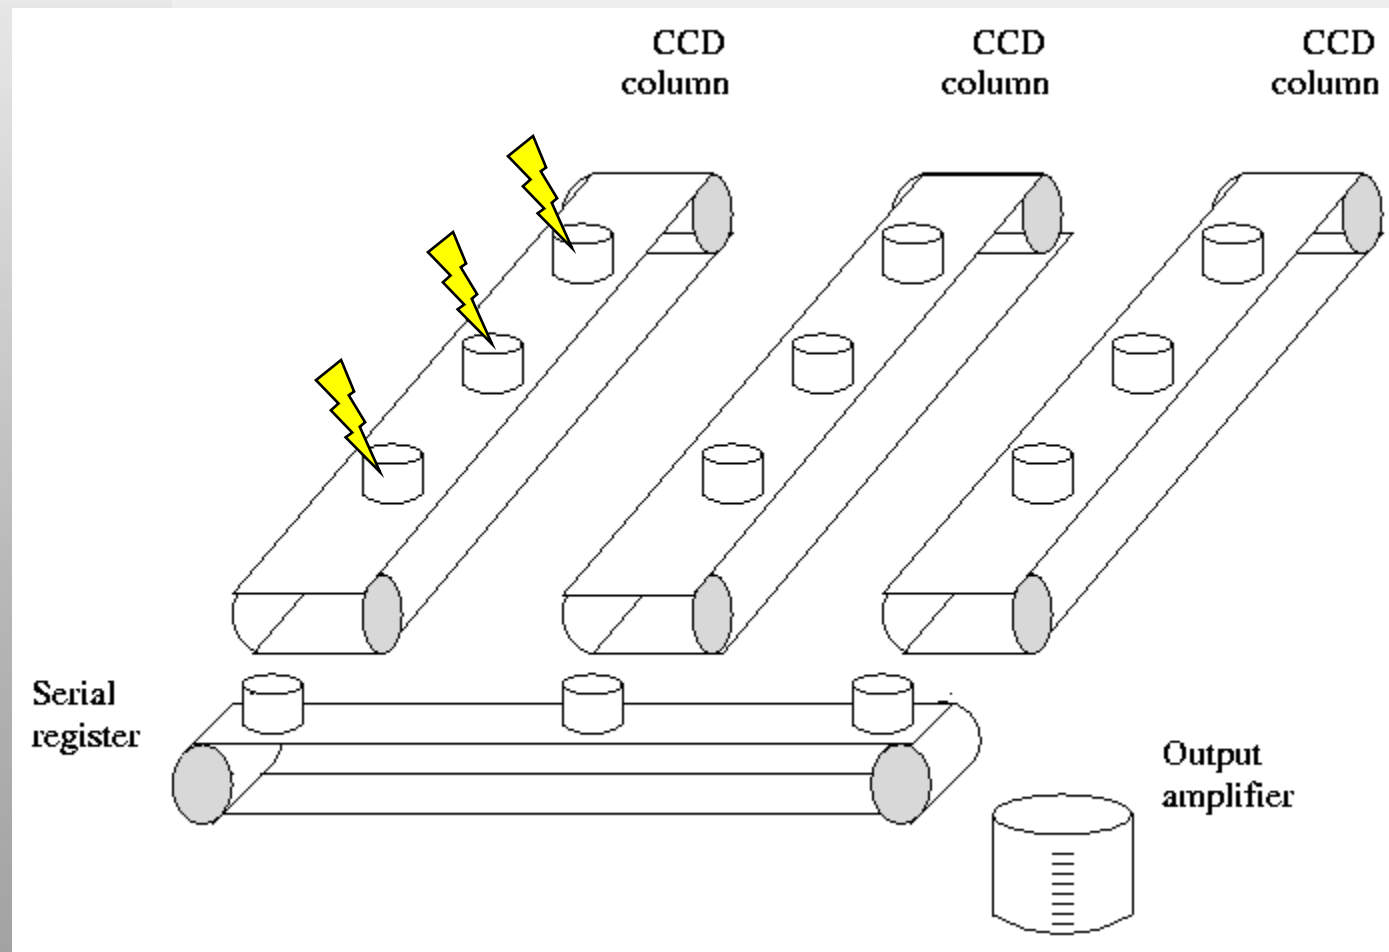 CCD
column
CCD
column
CCD
column
Serial
register
Output
amplifier